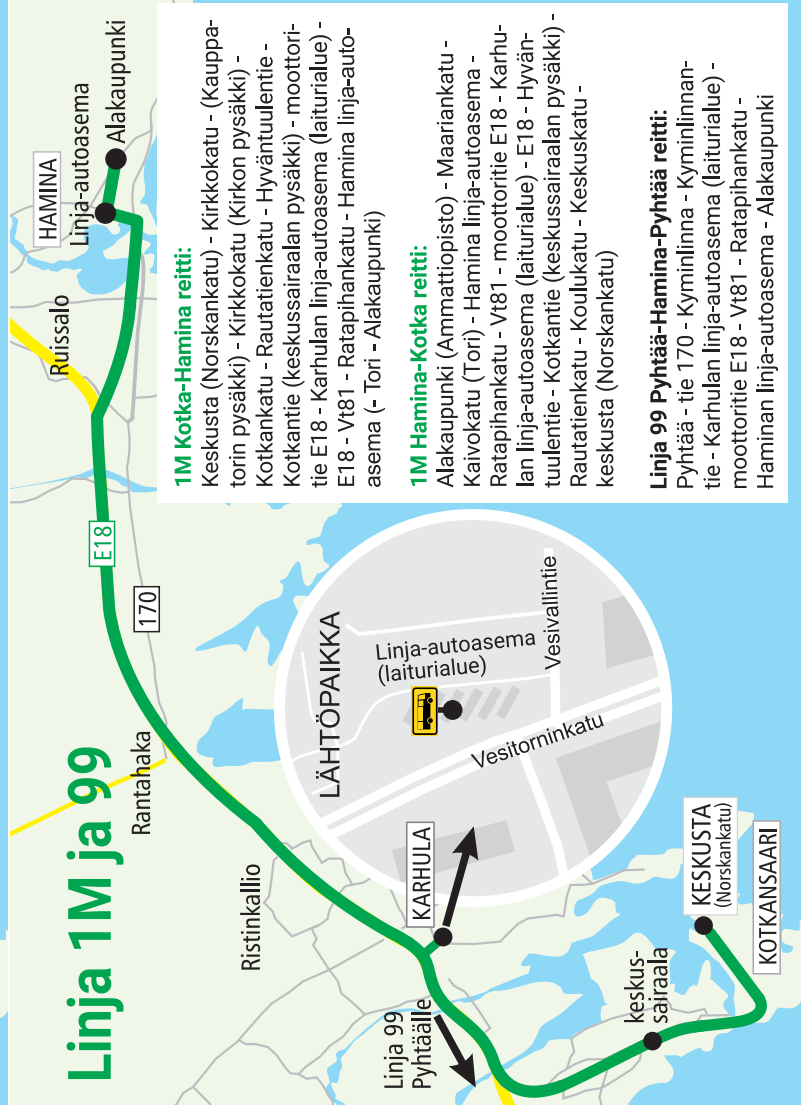 Linja 1M ja 99
HAMINA
Linja-autoasema
Alakaupunki
Ruissalo
E18
170
Rantahaka
Ristinkallio
KARHULA
Linja 99
Pyhtäälle
keskus-
sairaala
KESKUSTA
(Norskankatu)
KOTKANSAARI
LÄHTÖPAIKKA
Linja-autoasema
(laiturialue)
Vesivallintie
Vesitorninkatu
1M Kotka-Hamina reitti:
Keskusta (Norskankatu) - Kirkkokatu - (Kauppa-
torin pysäkki) - Kirkkokatu (Kirkon pysäkki) -
Kotkankatu - Rautatienkatu - Hyväntuulentie -
Kotkantie (keskussairaalan pysäkki) - moottori-
tie E18 - Karhulan linja-autoasema (laiturialue) -
E18 - Vt81 - Ratapihankatu - Hamina linja-auto-
asema (- Tori - Alakaupunki)
1M Hamina-Kotka reitti:
Alakaupunki (Ammattiopisto) - Maariankatu -
Kaivokatu (Tori) - Hamina linja-autoasema -
Ratapihankatu - Vt81 - moottoritie E18 - Karhu-
lan linja-autoasema (laiturialue) - E18 - Hyvän-
tuulentie - Kotkantie (keskussairaalan pysäkki) -
Rautatienkatu - Koulukatu - Keskuskatu -
keskusta (Norskankatu)
Linja 99 Pyhtää-Hamina-Pyhtää reitti:
Pyhtää - tie 170 - Kyminlinna - Kyminlinnan-
tie - Karhulan linja-autoasema (laiturialue) -
moottoritie E18 - Vt81 - Ratapihankatu -
Haminan linja-autoasema - Alakaupunki